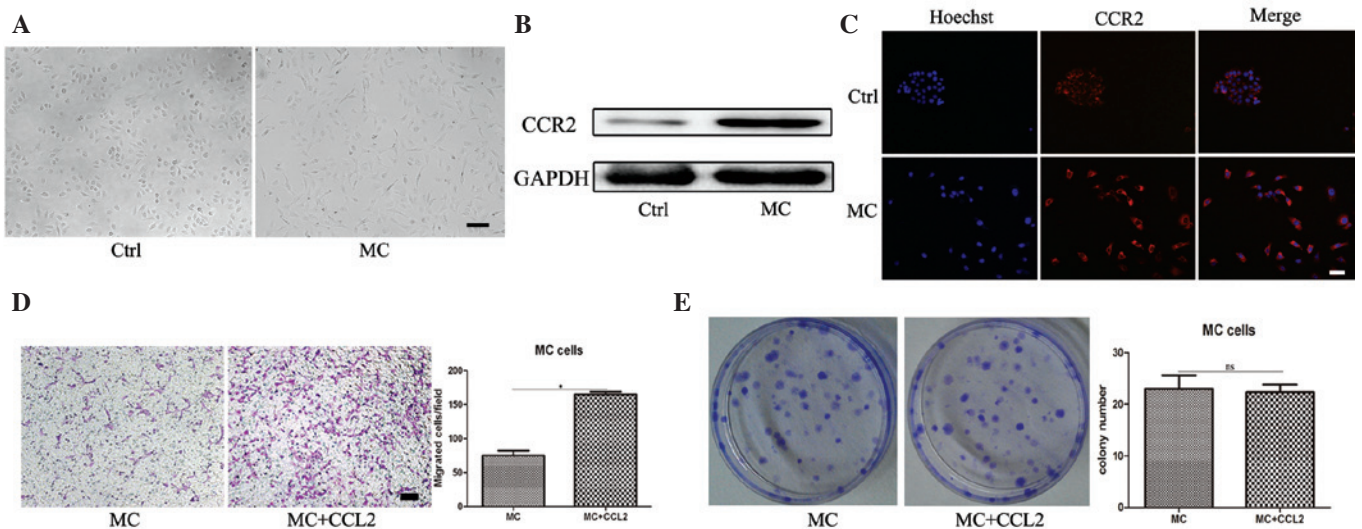 A
Ctrl
MC
B
CCR2
GAPDH
Ctrl
MC
C
Hoechst
CCR2
Merge
Ctrl
MC
D
MC
MC+CCL2
MC cells
Migrated cells/field
200
150
100
50
0
*
MC
MC+CCL2
E
MC
MC+CCL2
MC cells
colony number
30
20
10
0
ns
MC
MC+CCL2